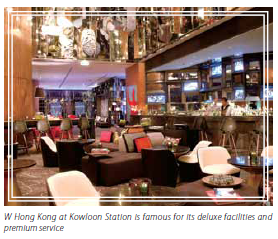 W Hong Kong at Kowloon Station is famous for its deluxe facilities and
premium service